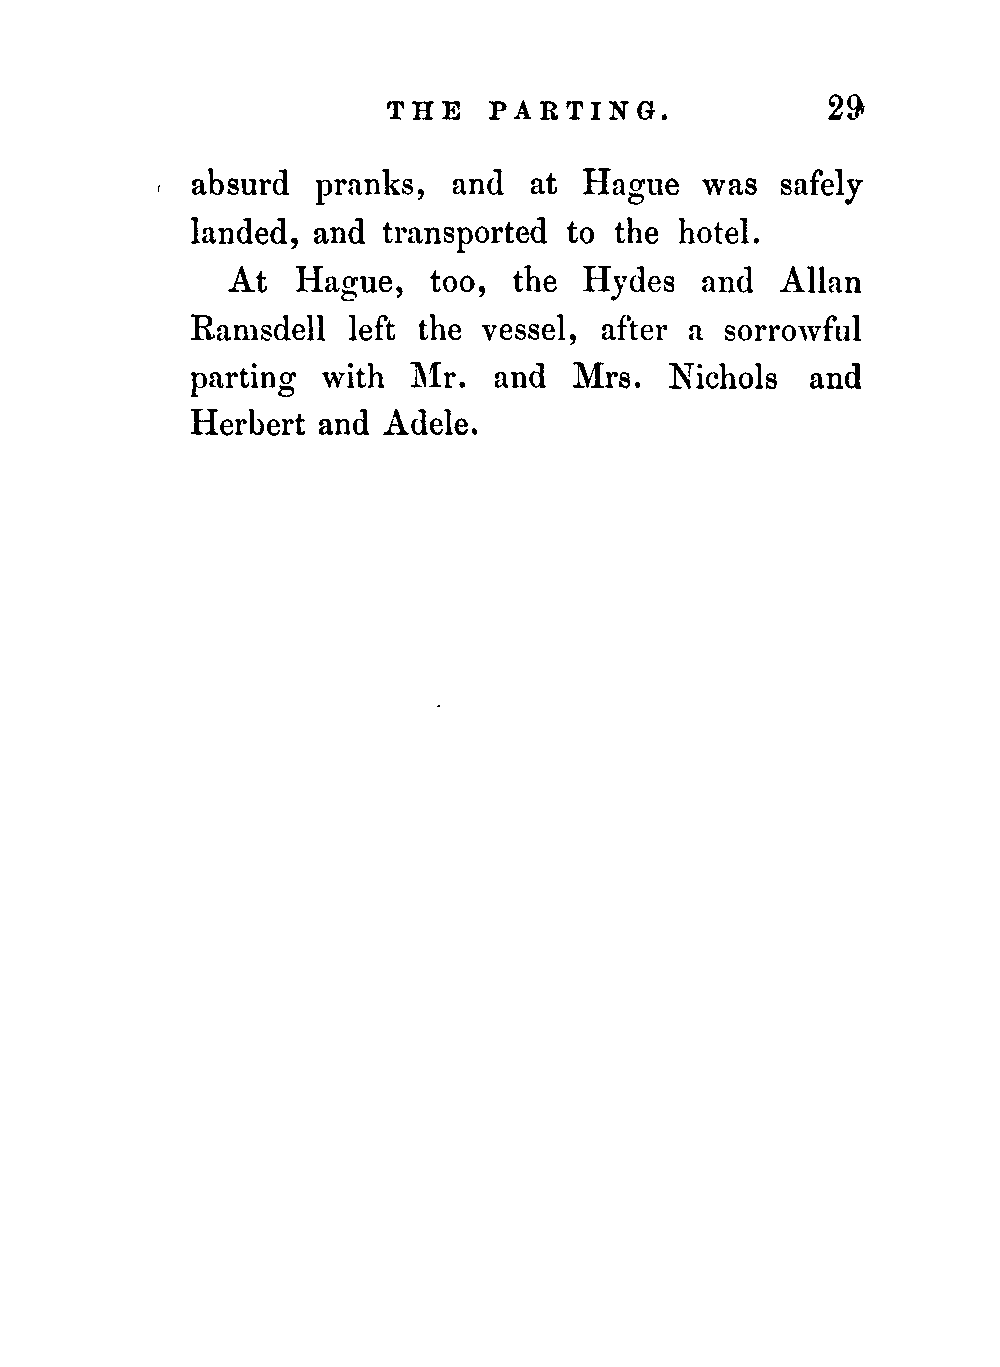 THE PARTING. 29
absurd pranks, and at Hague was safely
landed, and transported to the hotel.
At Hague, too, the Hydes and Allan
Ramsdell left the vessel, after a sorrowful
parting with Mr. and Mrs. Nichols and
Herbert and Adele.